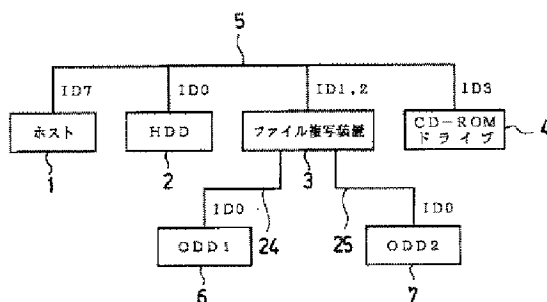 5
ID7
ID0
ID1,2
ID3
ホスト
HDD
ファイル複写装置
CD-ROM
ドライブ
4
1
2
3
ID0
24
25
ID0
ODD1
ODD2
6
7